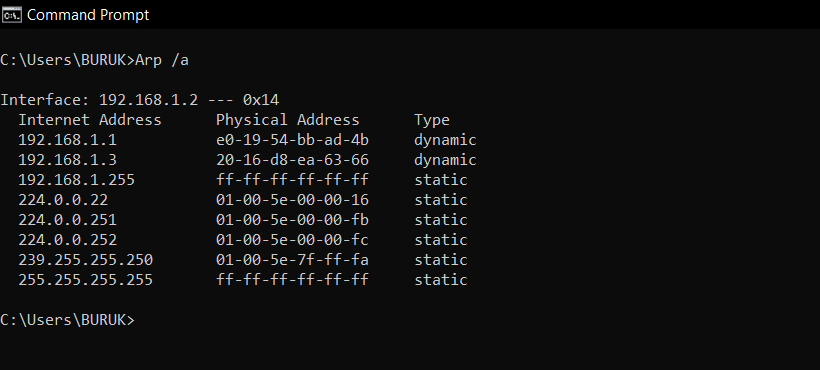 Command Prompt
C:\Users\BURUK>Arp /a
Interface: 192.168.1.2 --- 0x14
  Internet Address      Physical Address      Type
  192.168.1.1           e0-19-54-bb-ad-4b     dynamic
  192.168.1.3           20-16-d8-ea-63-66     dynamic
  192.168.1.255         ff-ff-ff-ff-ff-ff     static
  224.0.0.22            01-00-5e-00-00-16     static
  224.0.0.251           01-00-5e-00-00-fb     static
  224.0.0.252           01-00-5e-00-00-fc     static
  239.255.255.250       01-00-5e-7f-ff-fa     static
  255.255.255.255       ff-ff-ff-ff-ff-ff     static
C:\Users\BURUK>